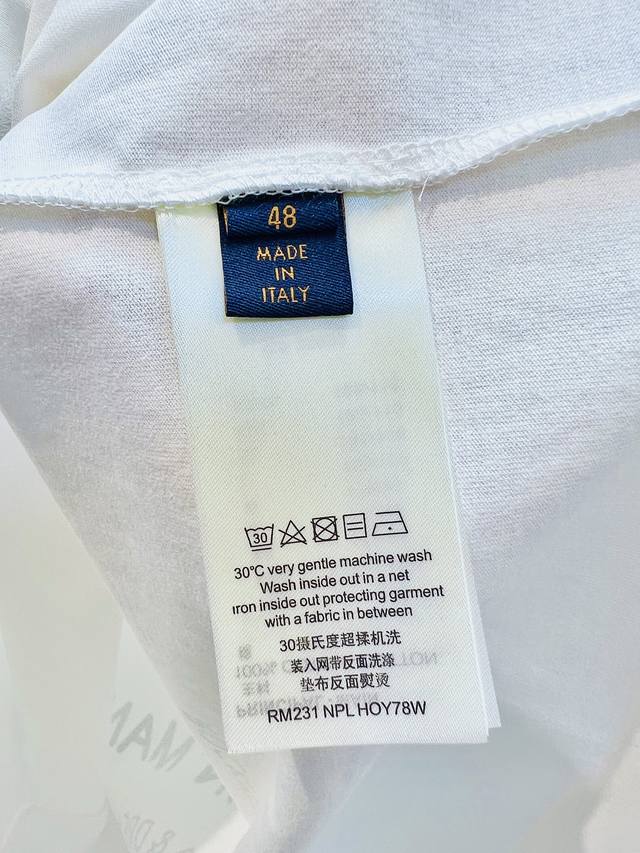 48
MADE
IN
ITALY
30
30℃ very gentle machine wash
Wash inside out in a net
Iron inside out protecting garment
with a fabric in between
30摄氏度超揉机洗
装入网带反面洗涤
垫布反面熨烫
RM231 NPL HOY78W